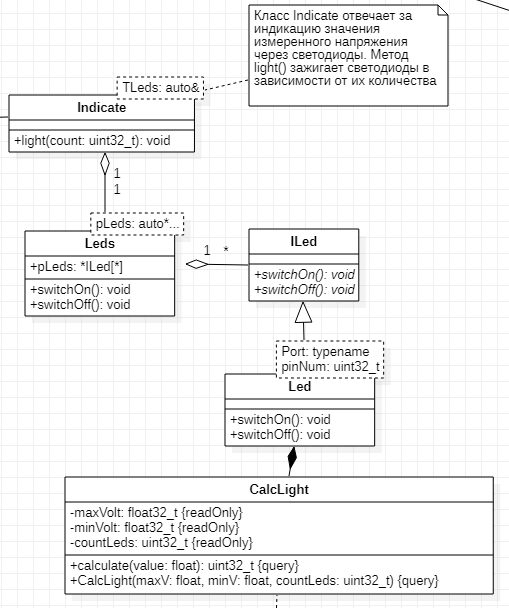 Класс Indicate отвечает за
индикацию значения
измеренного напряжения
через светодиоды. Метод
light() зажигает светодиоды в
зависимости от их количества
TLeds: auto&
Indicate
+light(count: uint32_t): void
1
1
pLeds: auto*...
Leds
+pLeds: *ILed[*]
+switchOn(): void
+switchOff(): void
1 *
ILed
+switchOn(): void
+switchOff(): void
Port: typename
pinNum: uint32_t
Led
+switchOn(): void
+switchOff(): void
CalcLight
-maxVolt: float32_t {readOnly}
-minVolt: float32_t {readOnly}
-countLeds: uint32_t {readOnly}
+calculate(value: float): uint32_t {query}
+CalcLight(maxV: float, minV: float, countLeds: uint32_t) {query}